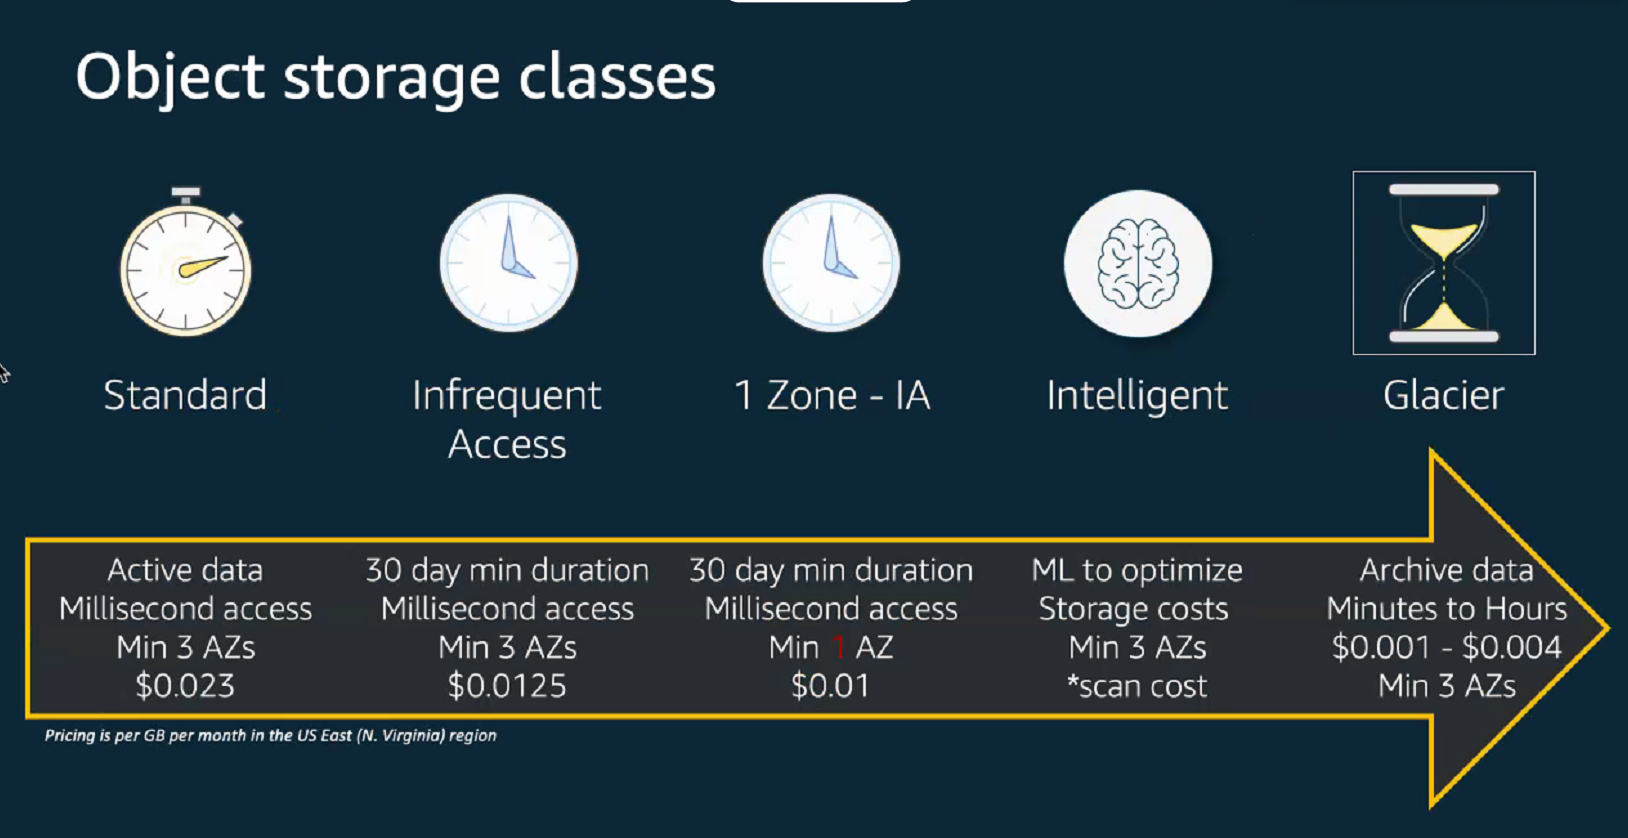 Object storage classes
Standard
Infrequent
Access
1 Zone - IA
Intelligent
Glacier
Active data
Millisecond access
Min 3 AZs
$0.023
30 day min duration
Millisecond access
Min 3 AZs
$0.0125
30 day min duration
Millisecond access
Min 1 AZ
$0.01
ML to optimize
Storage costs
Min 3 AZs
*scan cost
Archive data
Minutes to Hours
$0.001 - $0.004
Min 3 AZs
Pricing is per GB per month in the US East (N. Virginia) region